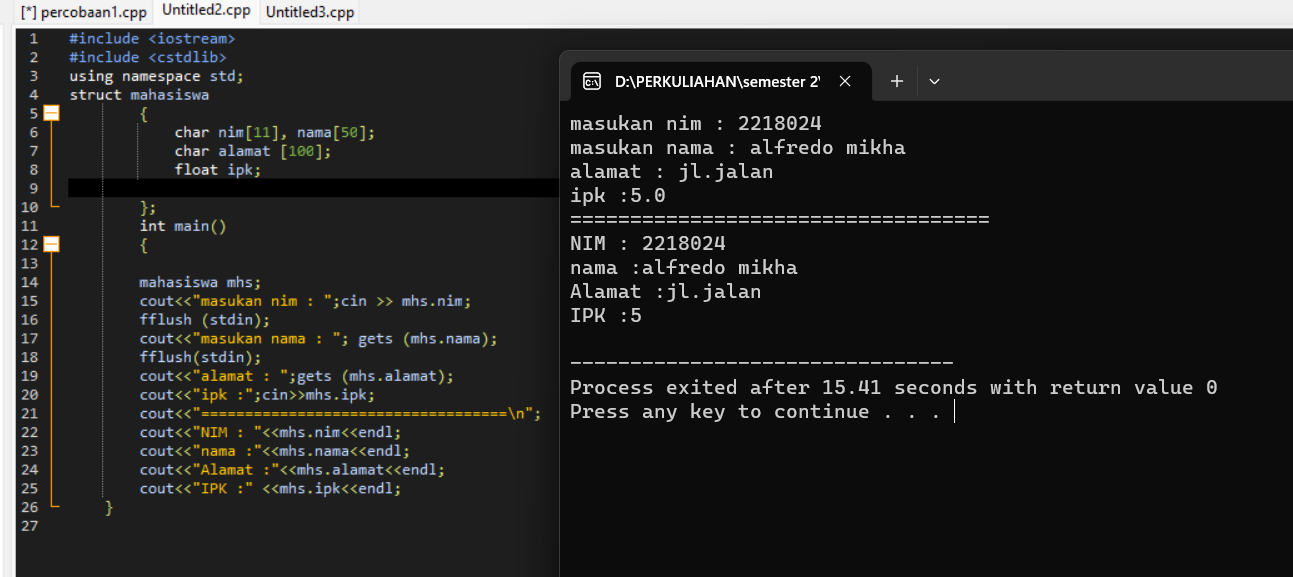 [*] percobaan1.cpp Untitled2.cpp Untitled3.cpp
1 #include <iostream>
2 #include <cstdlib>
3 using namespace std;
4 struct mahasiswa
5 {
6 char nim[11], nama[50];
7 char alamat [100];
8 float ipk;
9
10 };
11 int main()
12 {
13
14 mahasiswa mhs;
15 cout<<"masukan nim : ";cin >> mhs.nim;
16 fflush (stdin);
17 cout<<"masukan nama : "; gets (mhs.nama);
18 fflush(stdin);
19 cout<<"alamat : ";gets (mhs.alamat);
20 cout<<"ipk :";cin>>mhs.ipk;
21 cout<<"===================================\n";
22 cout<<"NIM : "<<mhs.nim<<endl;
23 cout<<"nama :"<<mhs.nama<<endl;
24 cout<<"Alamat :"<<mhs.alamat<<endl;
25 cout<<"IPK :" <<mhs.ipk<<endl;
26 }
27
D:\PERKULIAHAN\semester 2'
masukan nim : 2218024
masukan nama : alfredo mikha
alamat : jl.jalan
ipk :5.0
===================================
NIM : 2218024
nama :alfredo mikha
Alamat :jl.jalan
IPK :5
--------------------------------
Process exited after 15.41 seconds with return value 0
Press any key to continue . . .